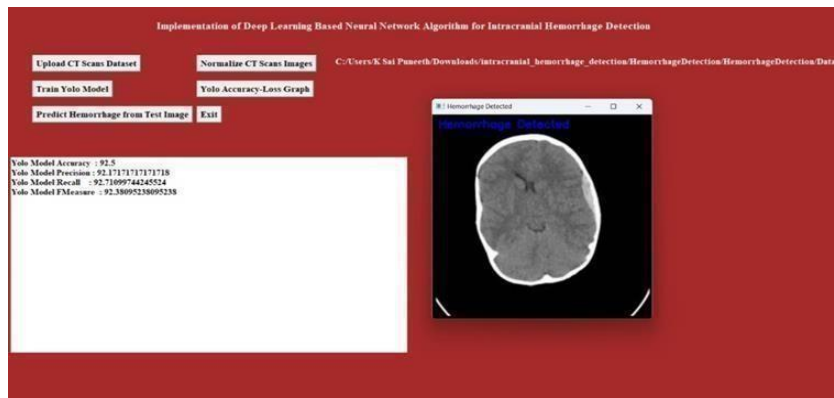 Implementation of Deep Learning Based Neural Network Algorithm for Intracranial Hemorrhage Detection
Upload CT Scans Dataset
Normalize CT Scans Images
C:/Users/K Sai Puneeth/Downloads/intracranial_hemorrhage_detection/HemorrhageDetection/HemorrhageDetection/Data
Train Yolo Model
Yolo Accuracy-Loss Graph
Predict Hemorrhage from Test Image
Exit
Hemorrhage Detected
Hemorrhage Detected
Yolo Model Accuracy : 92.5
Yolo Model Precision : 92.17171717171718
Yolo Model Recall : 92.71099744245524
Yolo Model FMeasure : 92.38095238095238